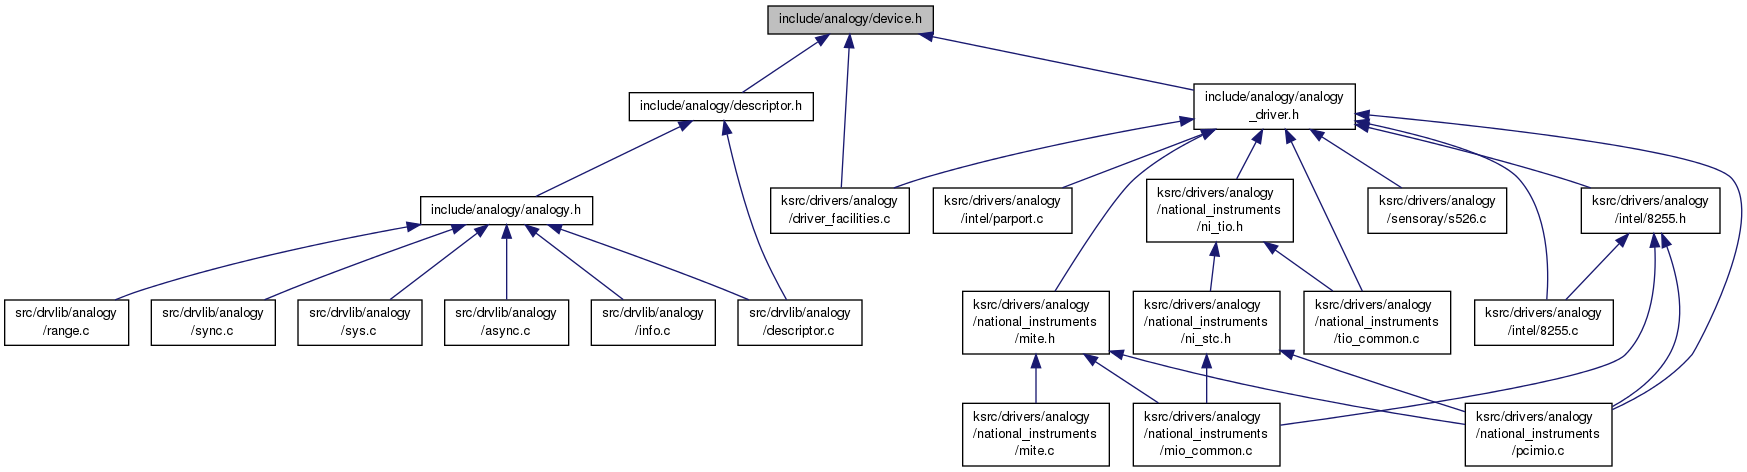 include/analogy/device.h
include/analogy/descriptor.h
include/analogy/analogy
_driver.h
include/analogy/analogy.h
ksrc/drivers/analogy
/driver_facilities.c
ksrc/drivers/analogy
/intel/parport.c
ksrc/drivers/analogy
/national_instruments
/ni_tio.h
ksrc/drivers/analogy
/sensoray/s526.c
ksrc/drivers/analogy
/intel/8255.h
src/drvlib/analogy
/range.c
src/drvlib/analogy
/sync.c
src/drvlib/analogy
/sys.c
src/drvlib/analogy
/async.c
src/drvlib/analogy
/info.c
src/drvlib/analogy
/descriptor.c
ksrc/drivers/analogy
/national_instruments
/mite.h
ksrc/drivers/analogy
/national_instruments
/ni_stc.h
ksrc/drivers/analogy
/national_instruments
/tio_common.c
ksrc/drivers/analogy
/intel/8255.c
ksrc/drivers/analogy
/national_instruments
/mite.c
ksrc/drivers/analogy
/national_instruments
/mio_common.c
ksrc/drivers/analogy
/national_instruments
/pcimio.c